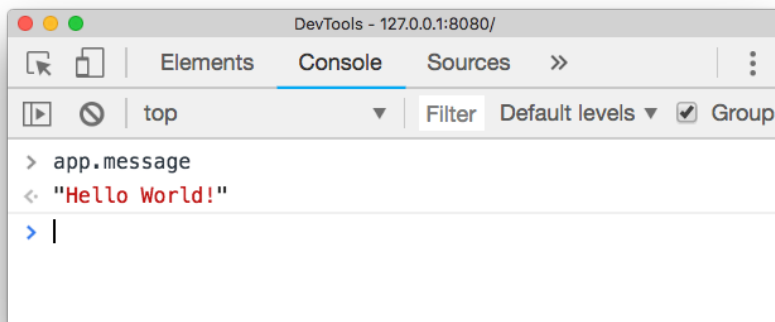 DevTools - 127.0.0.1:8080/
Elements Console Sources »
top Filter Default levels Group
> app.message
"Hello World!"
>